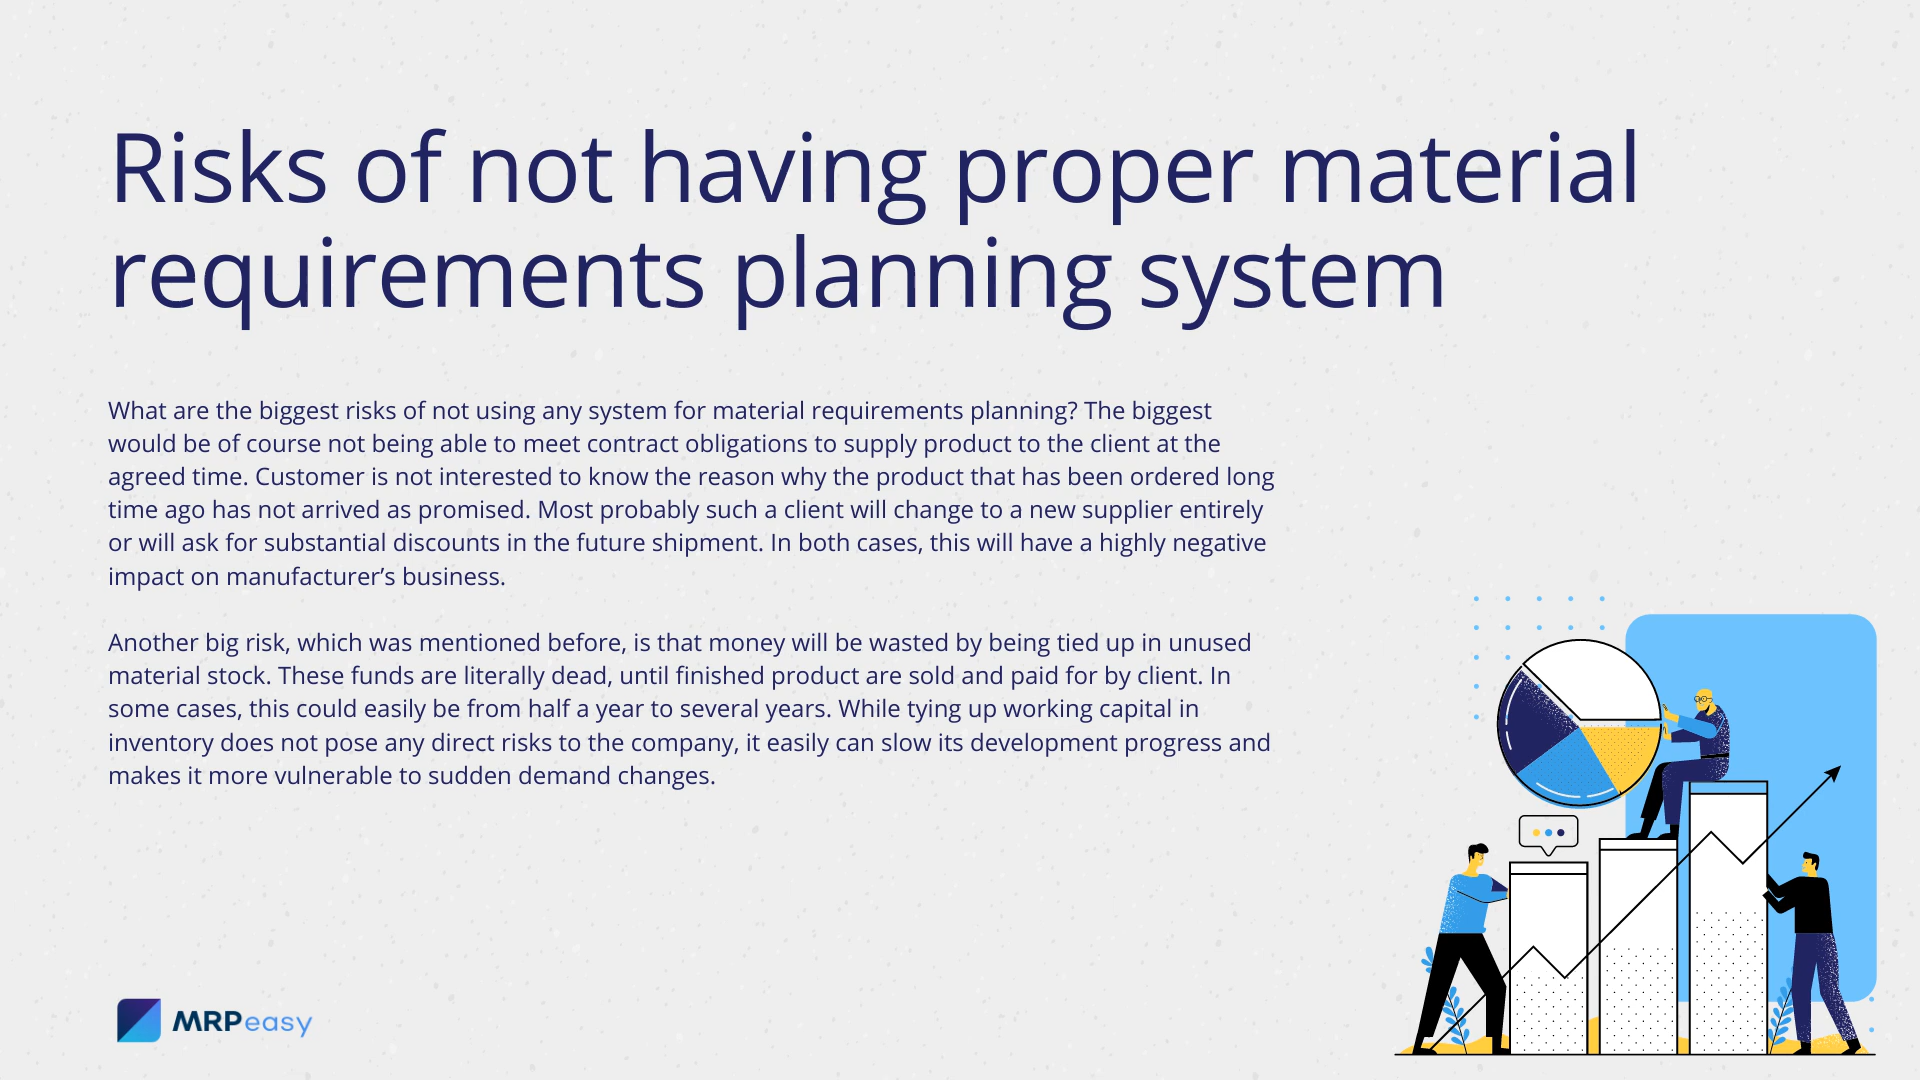 Risks of not having proper material
requirements planning system
What are the biggest risks of not using any system for material requirements planning? The biggest
would be of course not being able to meet contract obligations to supply product to the client at the
agreed time. Customer is not interested to know the reason why the product that has been ordered long
time ago has not arrived as promised. Most probably such a client will change to a new supplier entirely
or will ask for substantial discounts in the future shipment. In both cases, this will have a highly negative
impact on manufacturer’s business.
Another big risk, which was mentioned before, is that money will be wasted by being tied up in unused
material stock. These funds are literally dead, until finished product are sold and paid for by client. In
some cases, this could easily be from half a year to several years. While tying up working capital in
inventory does not pose any direct risks to the company, it easily can slow its development progress and
makes it more vulnerable to sudden demand changes.
MRPeasy